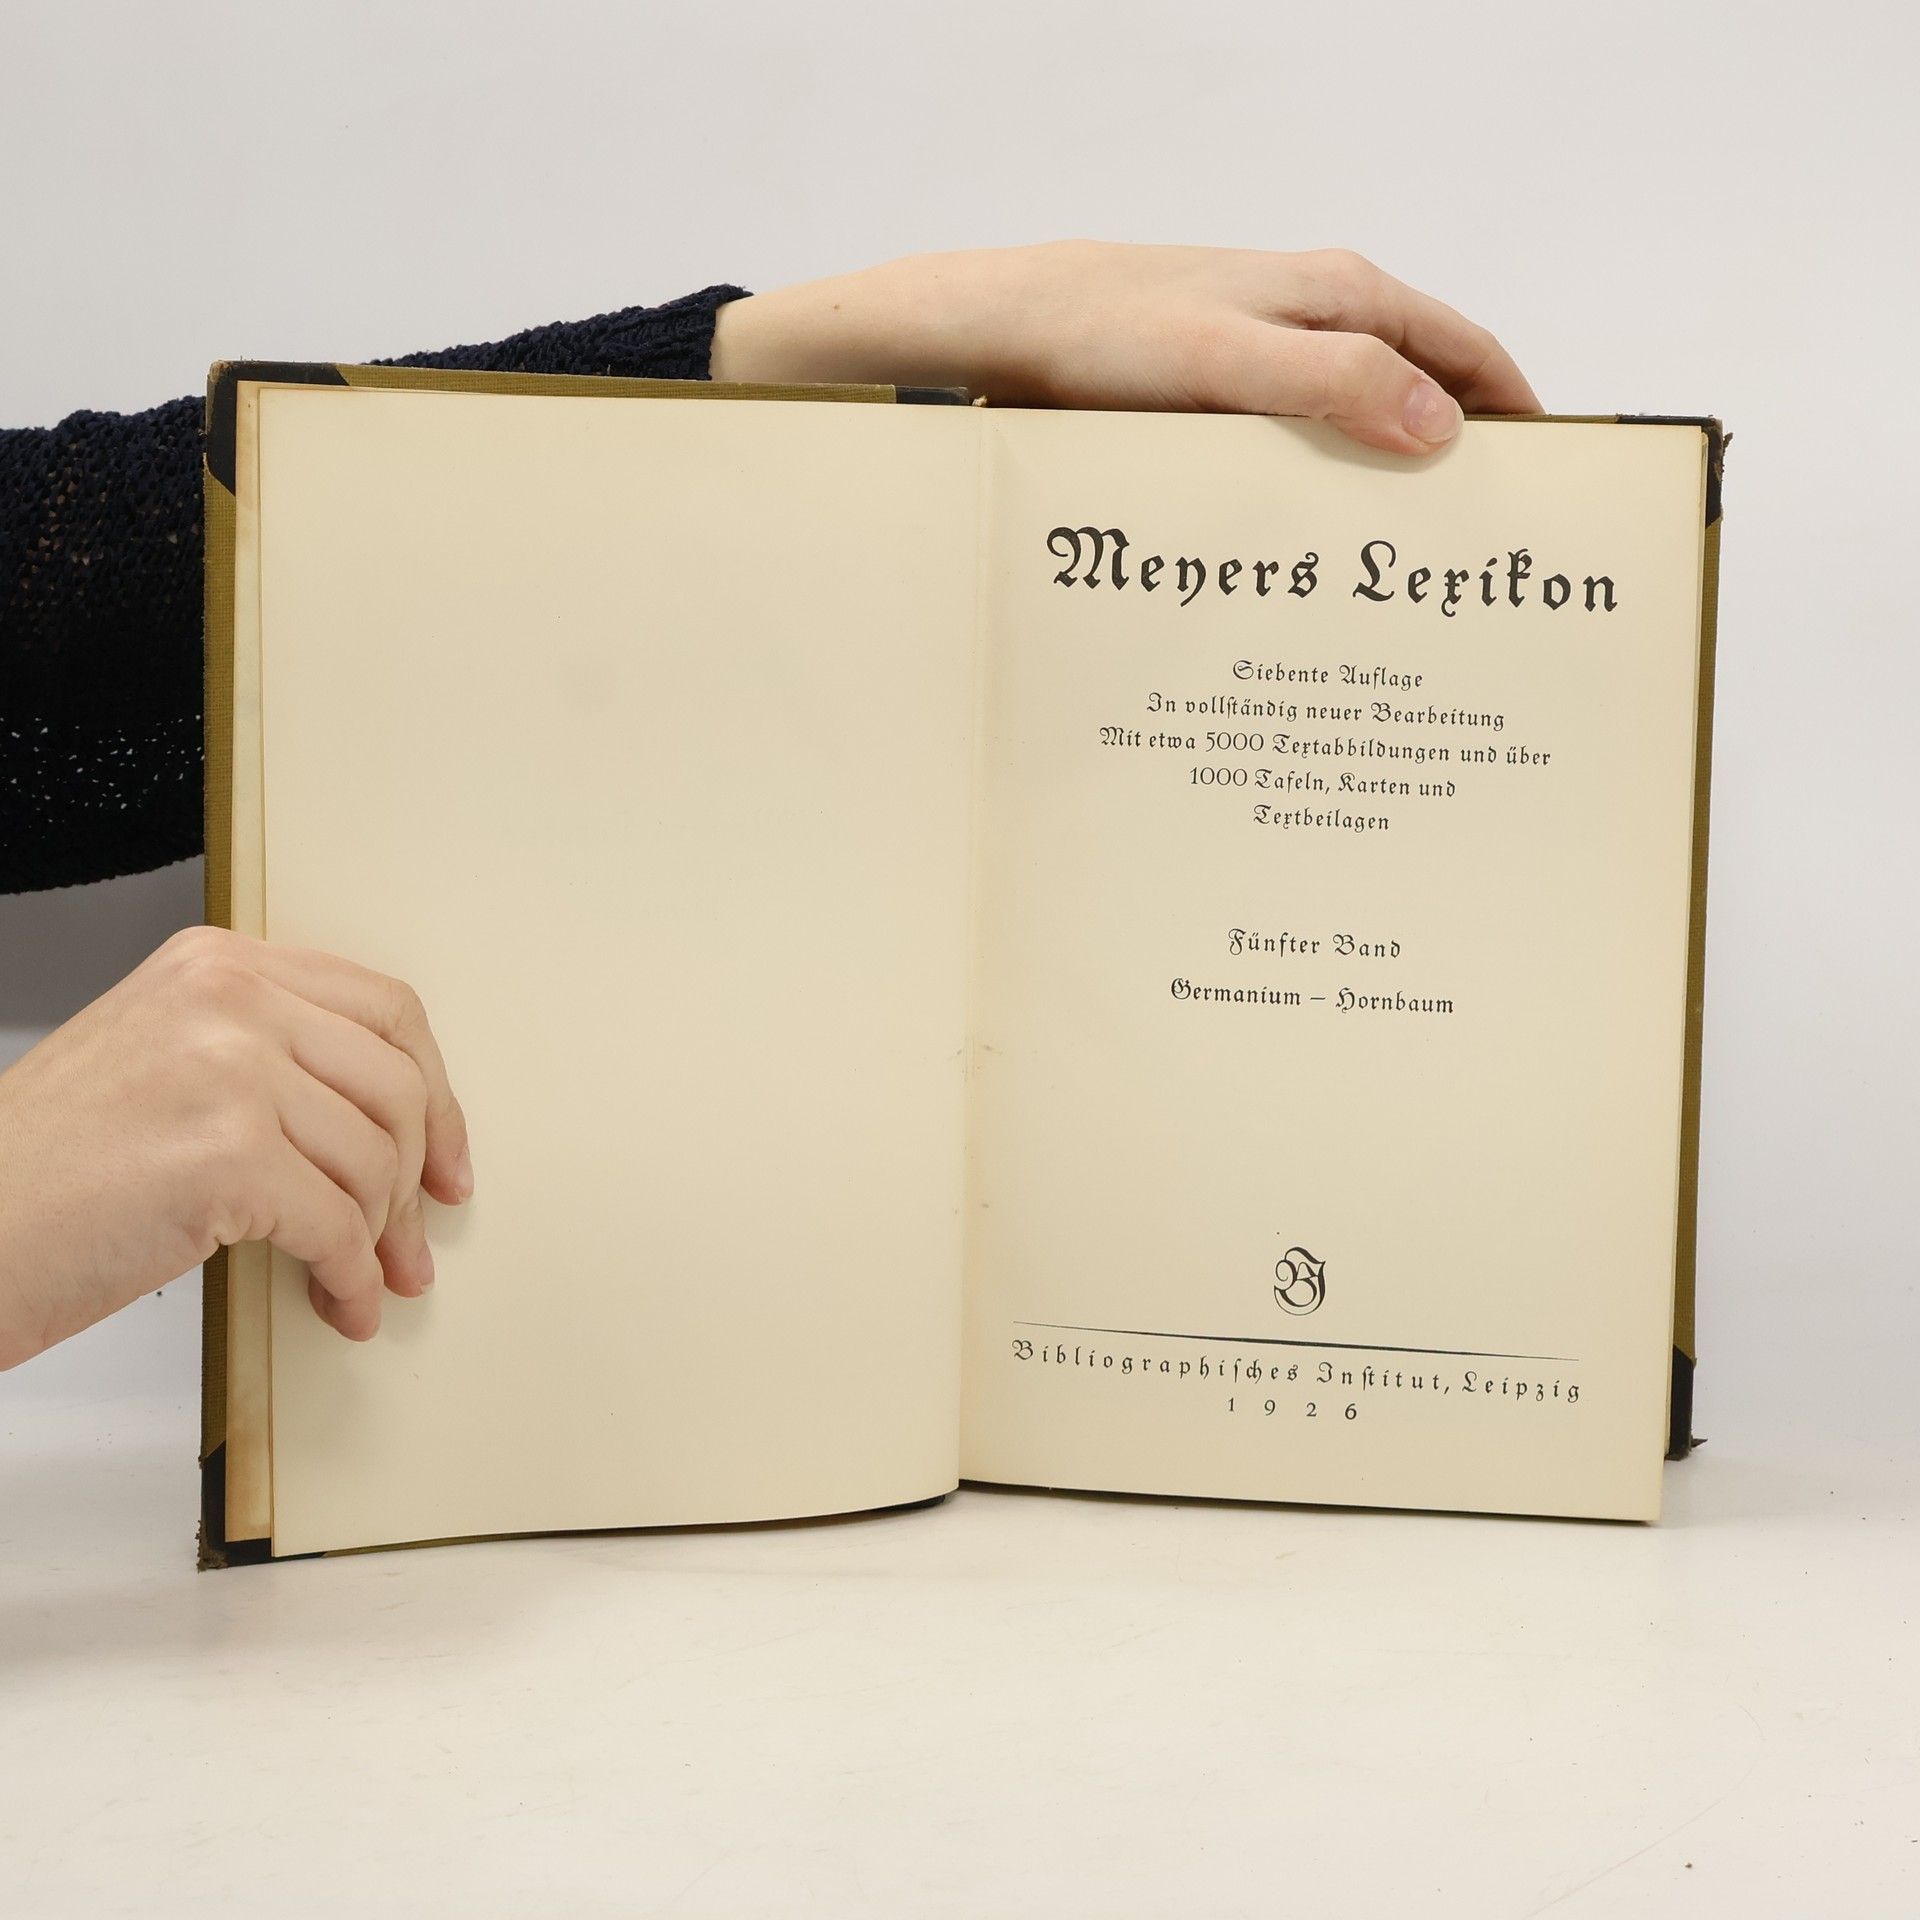 Meyers Lexikon
Siebente Auflage
In vollſtändig neuer Bearbeitung
Mit etwa 5000 Textabbildungen und über
1000 Tafeln, Karten und
Textbeilagen
Fünfter Band
Germanium – Hornbaum
BI
Bibliographiſches Inſtitut, Leipzig
1926